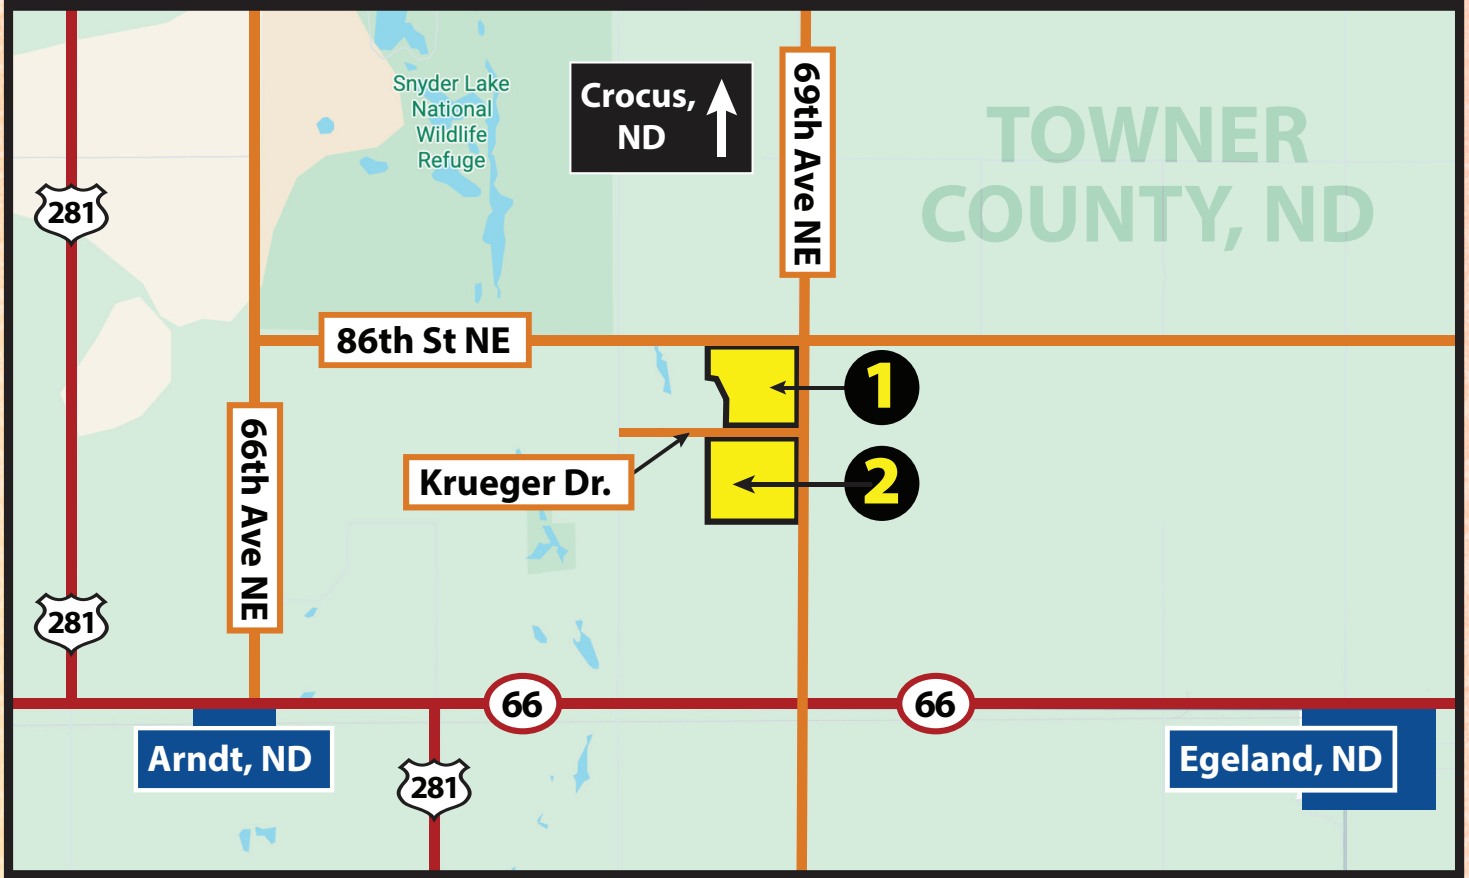 Snyder Lake
National
Wildlife
Refuge
Crocus,
ND
69th Ave NE
TOWNER
COUNTY, ND
281
86th St NE
1
66th Ave NE
Krueger Dr.
2
281
66
66
Arndt, ND
281
Egeland, ND